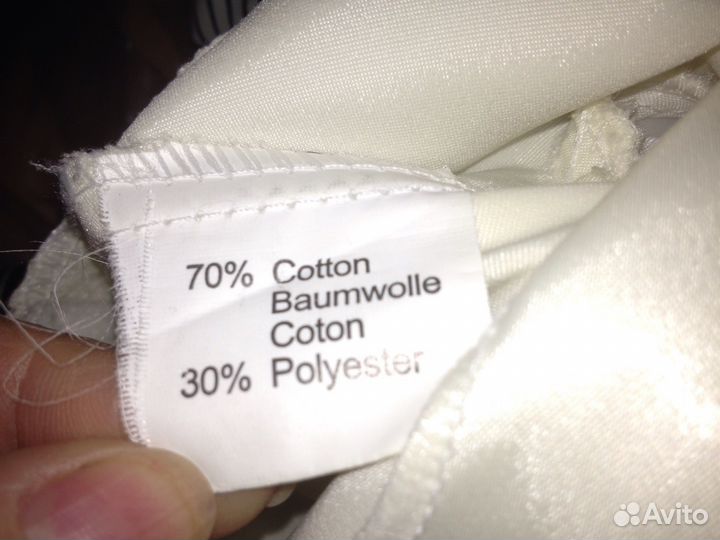 70% Cotton
Baumwolle
Coton
30% Polyester
Avito